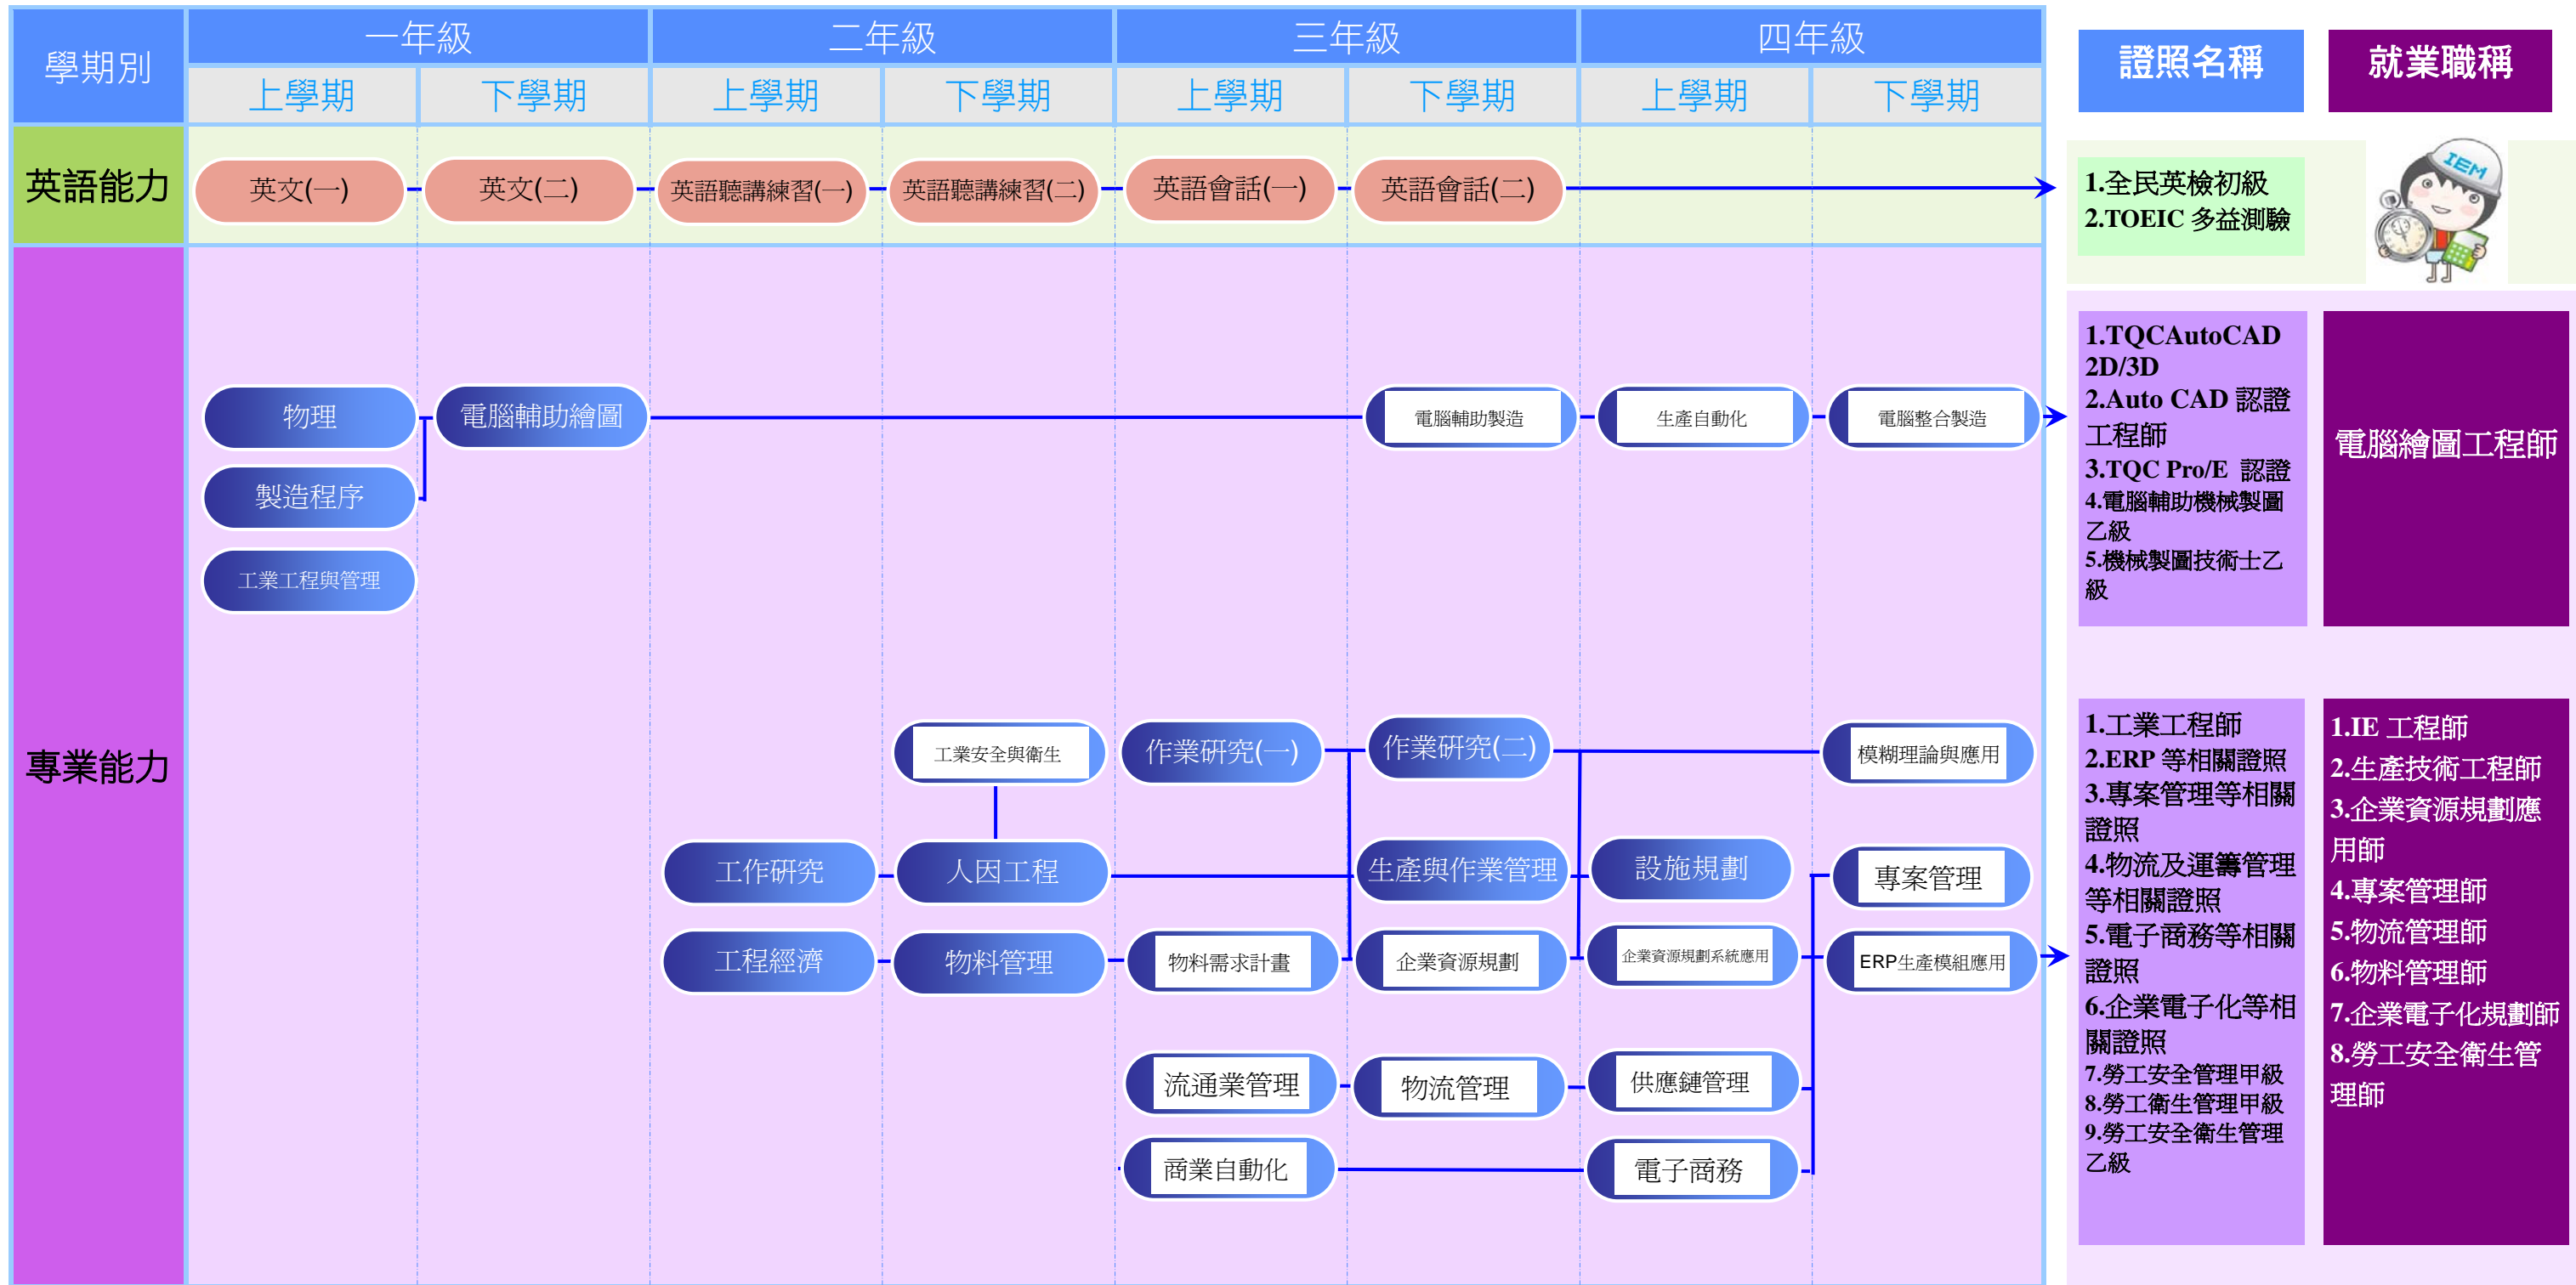 學期別
一年級
二年級
三年級
四年級
上學期
下學期
上學期
下學期
上學期
下學期
上學期
下學期
證照名稱
就業職稱
英語能力
英文(一)
英文(二)
英語聽講練習(一)
英語聽講練習(二)
英語會話(一)
英語會話(二)
1.全民英檢初級
2.TOEIC 多益測驗
IEM
專業能力
物理
電腦輔助繪圖
電腦輔助製造
生產自動化
電腦整合製造
製造程序
工業工程與管理
1.TQCAutoCAD
2D/3D
2.Auto CAD 認證
工程師
3.TQC Pro/E 認證
4.電腦輔助機械製圖
乙級
5.機械製圖技術士乙
級
電腦繪圖工程師
工業安全與衛生
作業研究(一)
作業研究(二)
模糊理論與應用
工作研究
人因工程
生產與作業管理
設施規劃
專案管理
工程經濟
物料管理
物料需求計畫
企業資源規劃
企業資源規劃系統應用
ERP生產模組應用
流通業管理
物流管理
供應鏈管理
商業自動化
電子商務
1.工業工程師
2.ERP 等相關證照
3.專案管理等相關
證照
4.物流及運籌管理
等相關證照
5.電子商務等相關
證照
6.企業電子化等相
關證照
7.勞工安全管理甲級
8.勞工衛生管理甲級
9.勞工安全衛生管理
乙級
1.IE 工程師
2.生產技術工程師
3.企業資源規劃應
用師
4.專案管理師
5.物流管理師
6.物料管理師
7.企業電子化規劃師
8.勞工安全衛生管
理師